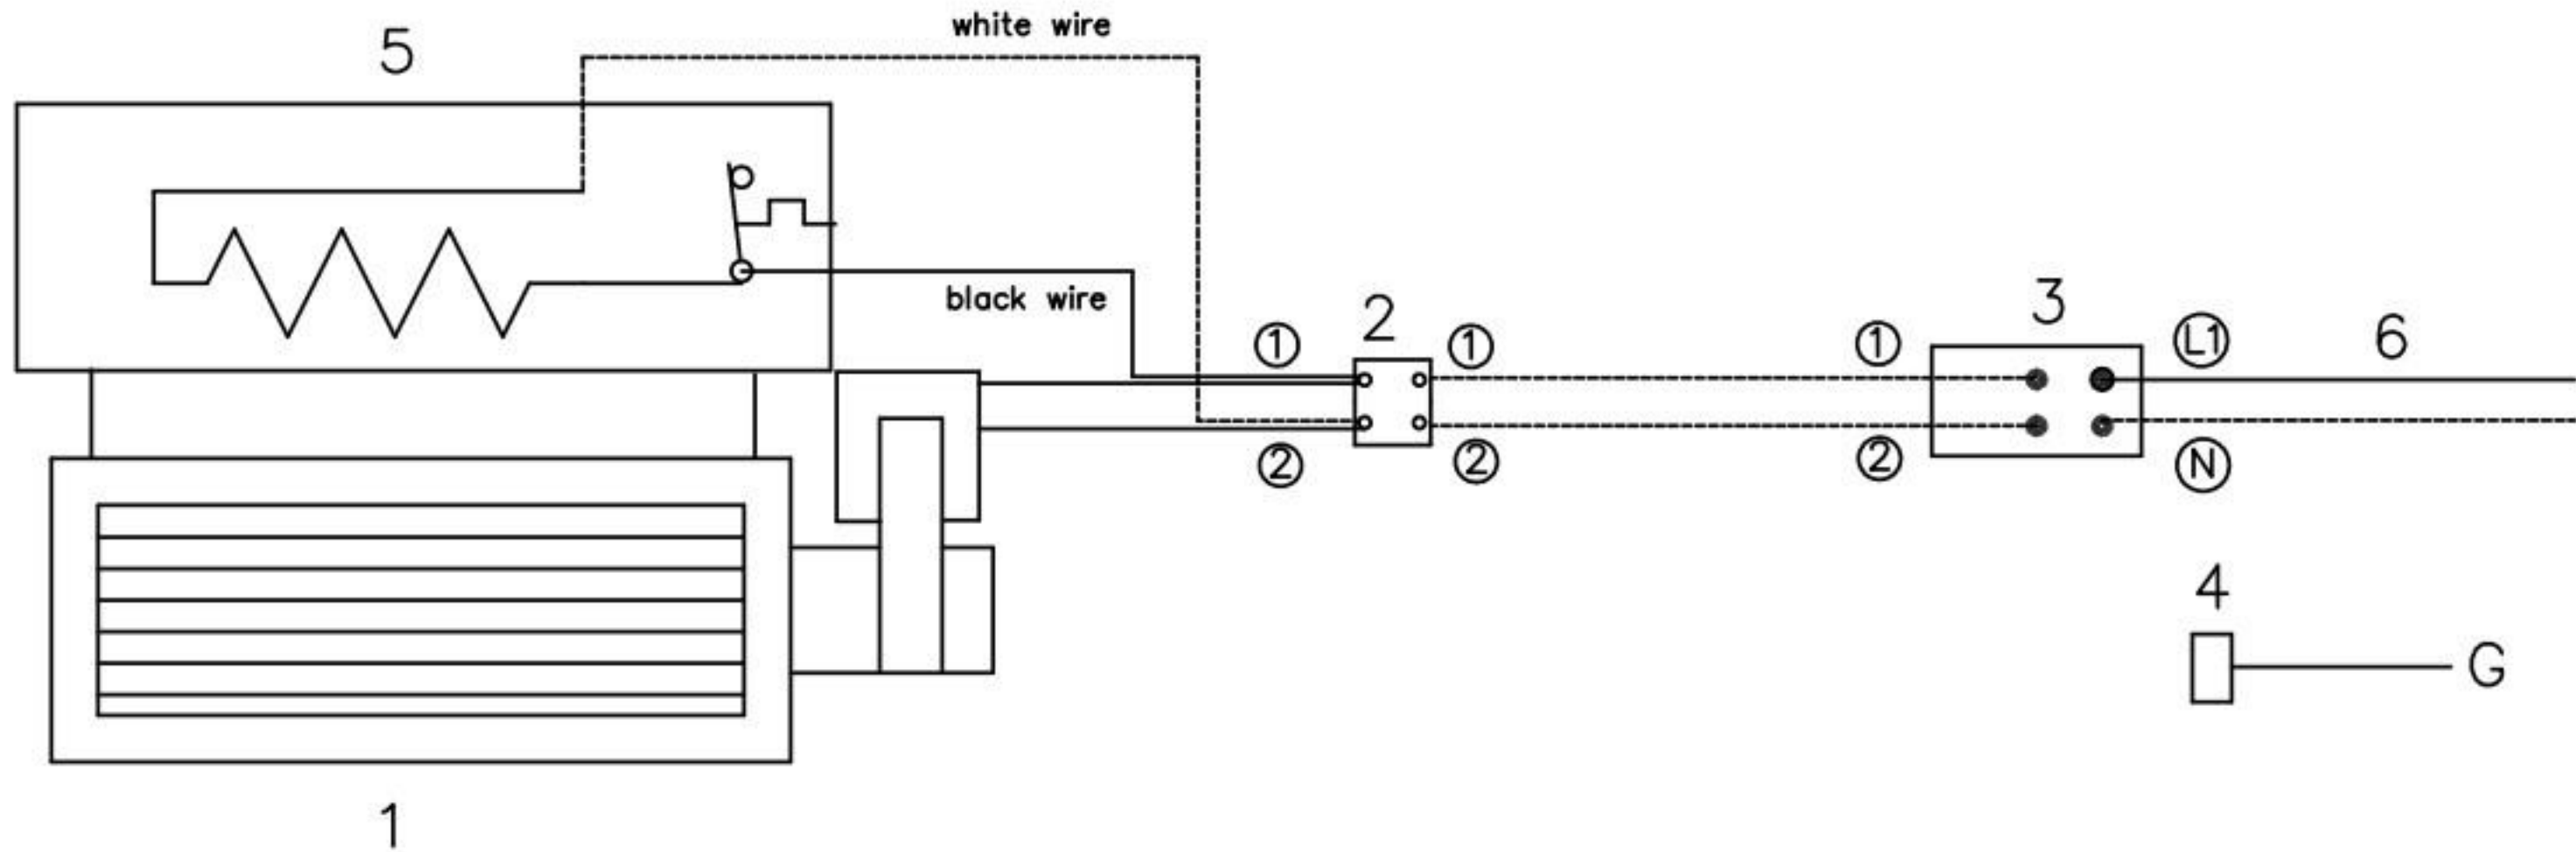 white wire
5
black wire
① 2 ① ① 3 L1 6
② ② ② N
4
G
1